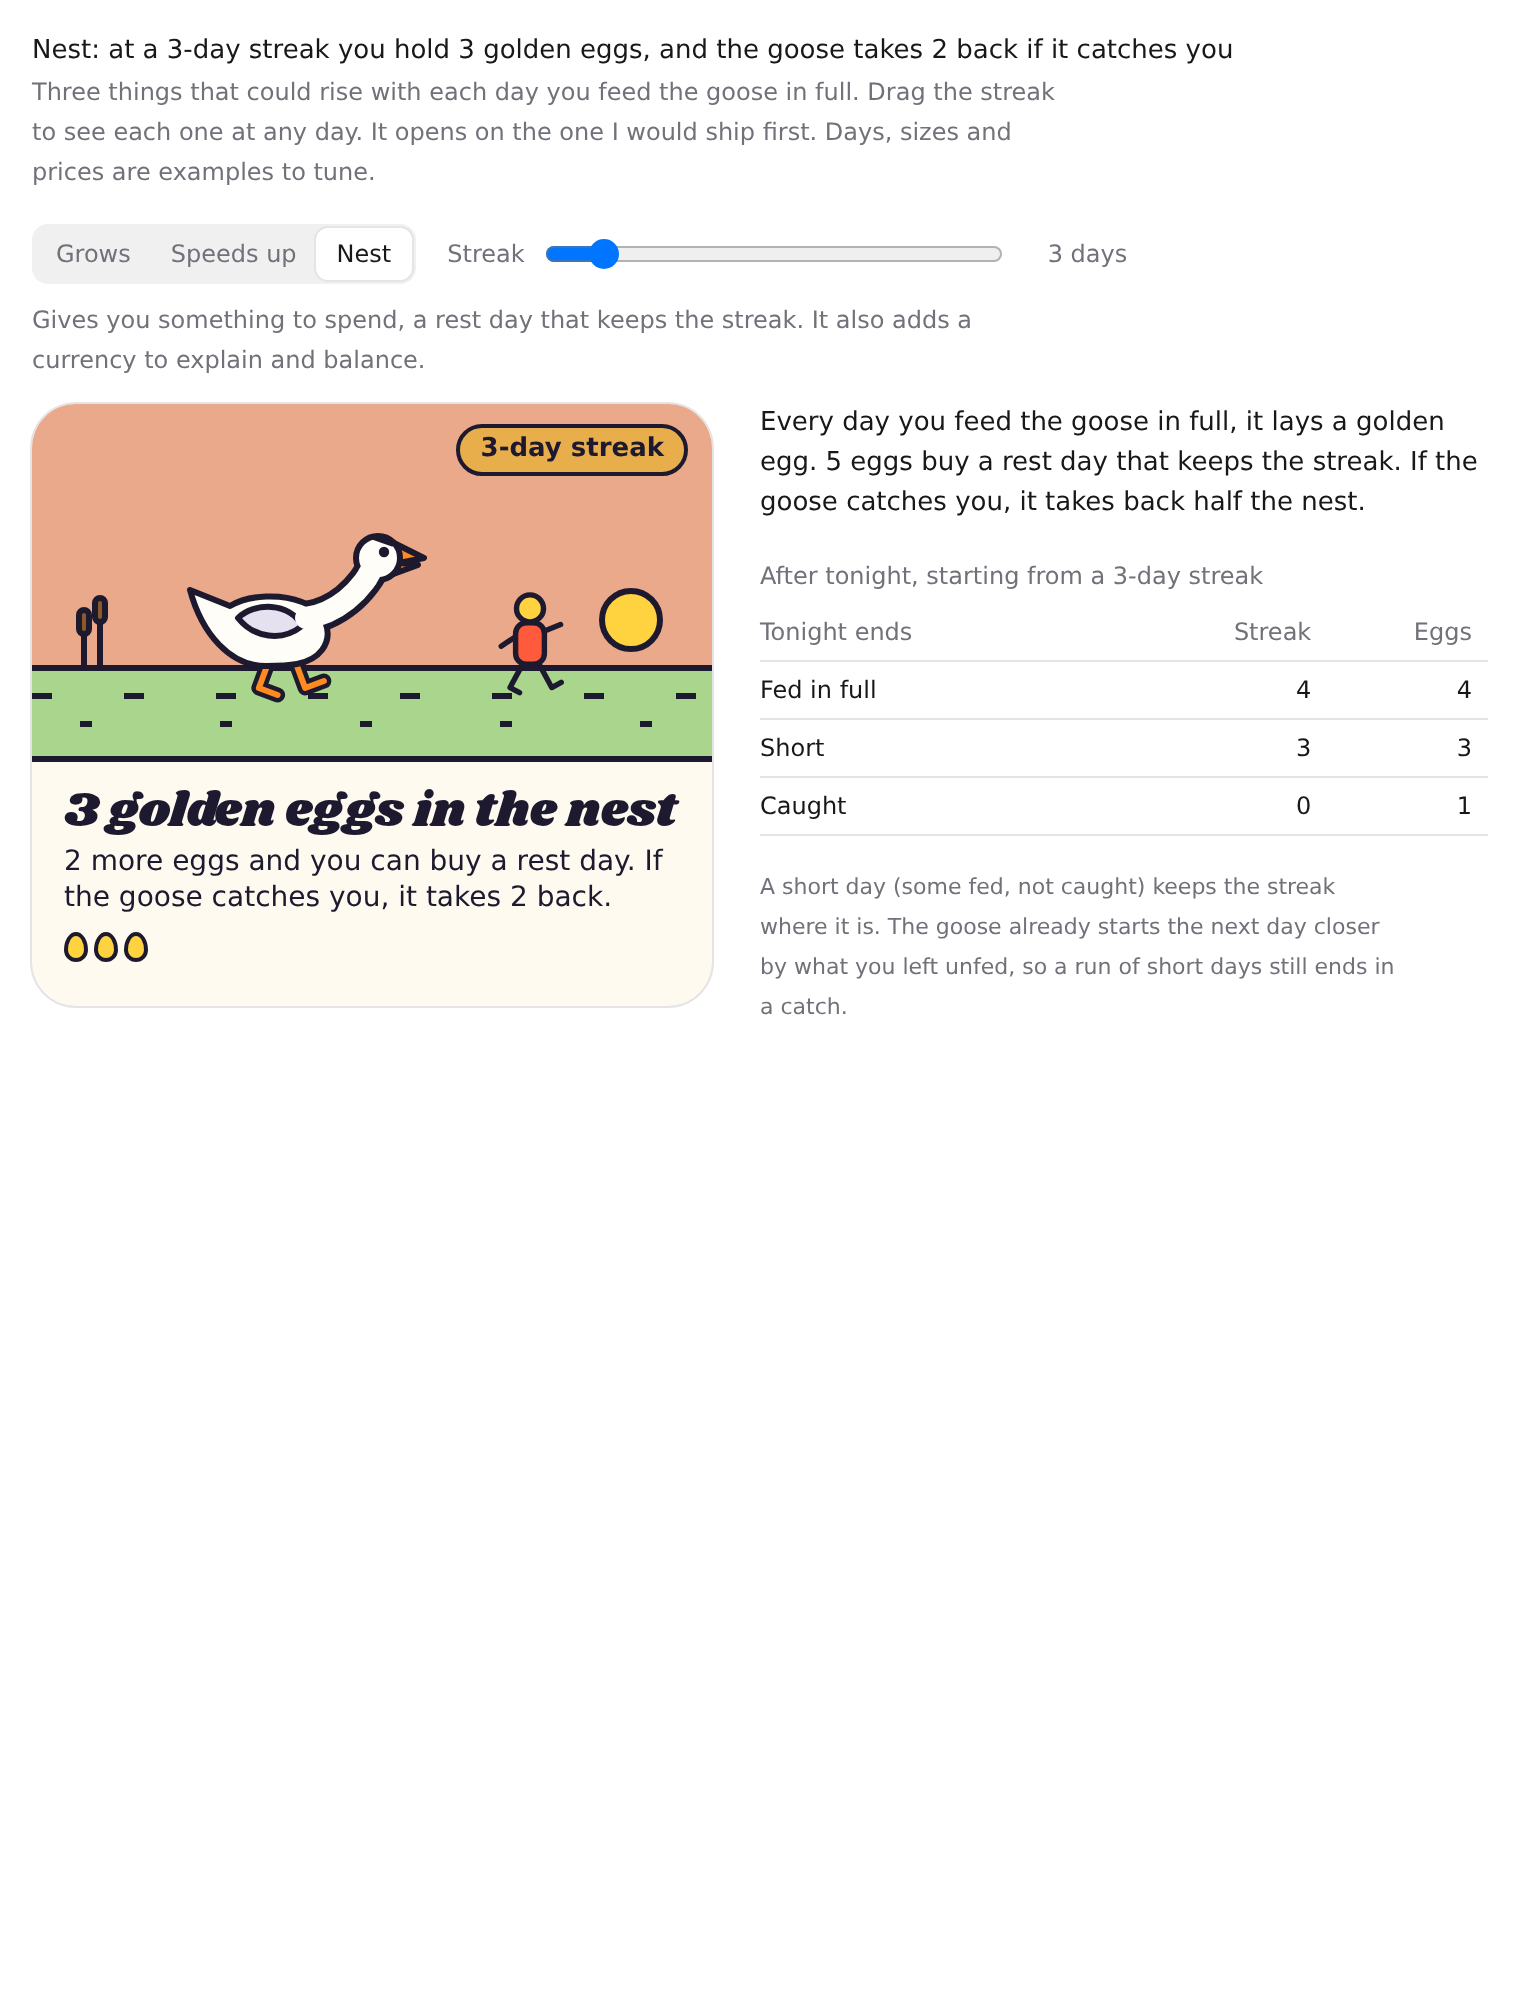 Nest: at a 3-day streak you hold 3 golden eggs, and the goose takes 2 back if it catches you
Three things that could rise with each day you feed the goose in full. Drag the streak
to see each one at any day. It opens on the one I would ship first. Days, sizes and
prices are examples to tune.
Grows Speeds up Nest Streak 3 days
Gives you something to spend, a rest day that keeps the streak. It also adds a
currency to explain and balance.
3-day streak
3 golden eggs in the nest
2 more eggs and you can buy a rest day. If
the goose catches you, it takes 2 back.
Every day you feed the goose in full, it lays a golden
egg. 5 eggs buy a rest day that keeps the streak. If the
goose catches you, it takes back half the nest.
After tonight, starting from a 3-day streak
Tonight ends Streak Eggs
Fed in full 4 4
Short 3 3
Caught 0 1
A short day (some fed, not caught) keeps the streak
where it is. The goose already starts the next day closer
by what you left unfed, so a run of short days still ends in
a catch.